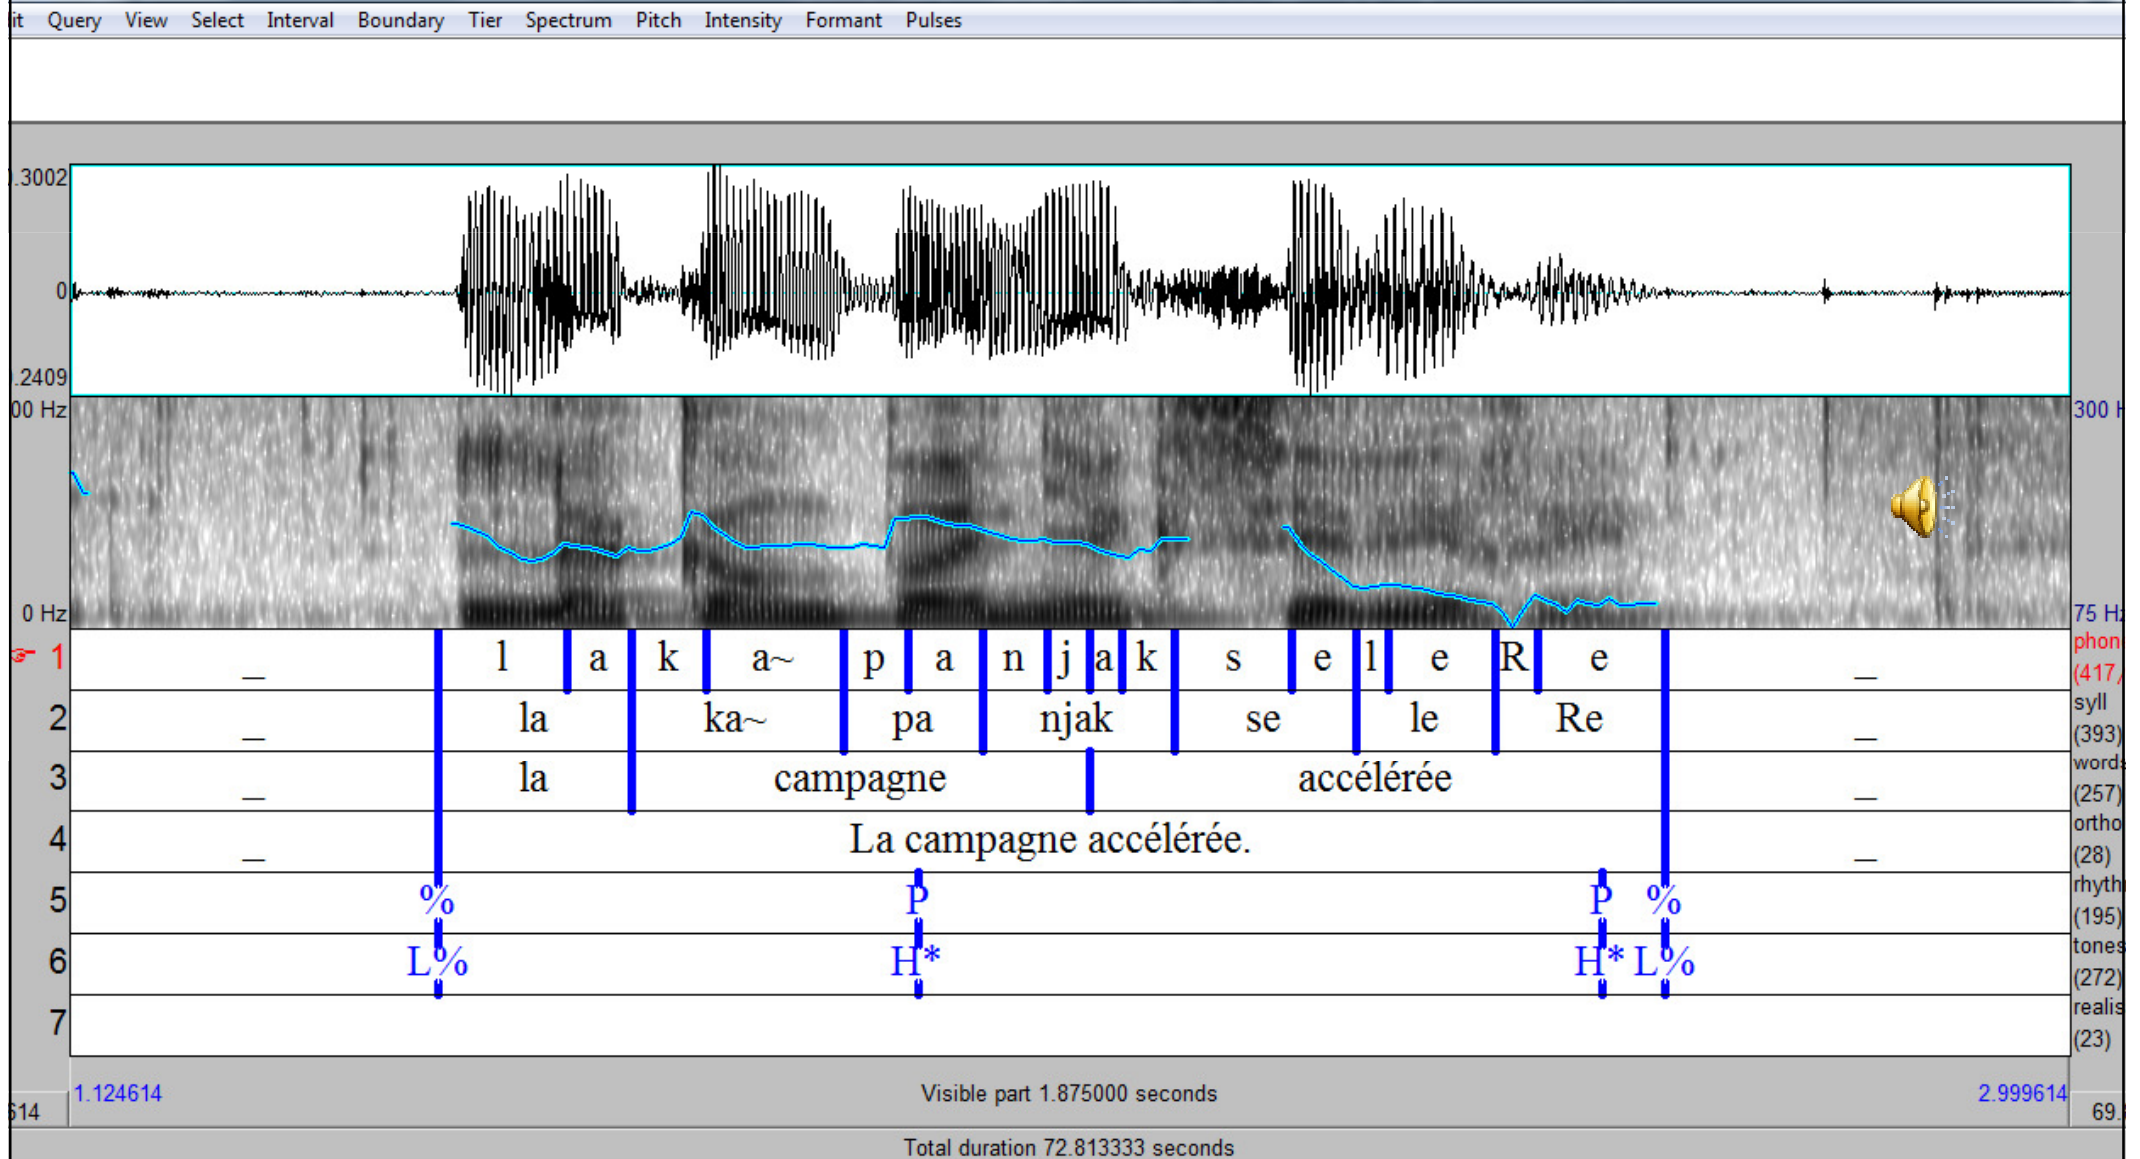 it Query View Select Interval Boundary Tier Spectrum Pitch Intensity Formant Pulses
.3002
0
.2409
00 Hz 300 H
0 Hz 75 Hz
1 _ l a k a~ p a n j a k s e l e R e _ phon (417/
2 _ la ka~ pa njak se le Re _ syll (393)
3 _ la campagne accélérée _ words (257)
4 _ La campagne accélérée. _ ortho (28)
5 % P P % rhyth (195)
6 L% H* H* L% tones (272)
7 realis (23)
1.124614 Visible part 1.875000 seconds 2.999614
614 69.
Total duration 72.813333 seconds